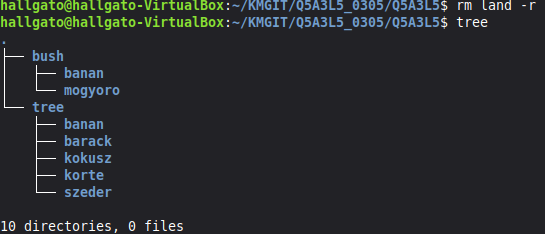 hallgato@hallgato-VirtualBox:~/KMGIT/Q5A3L5_0305/Q5A3L5$ rm land -r
hallgato@hallgato-VirtualBox:~/KMGIT/Q5A3L5_0305/Q5A3L5$ tree
.
├── bush
│   ├── banan
│   └── mogyoro
└── tree
    ├── banan
    ├── barack
    ├── kokusz
    ├── korte
    └── szeder

10 directories, 0 files